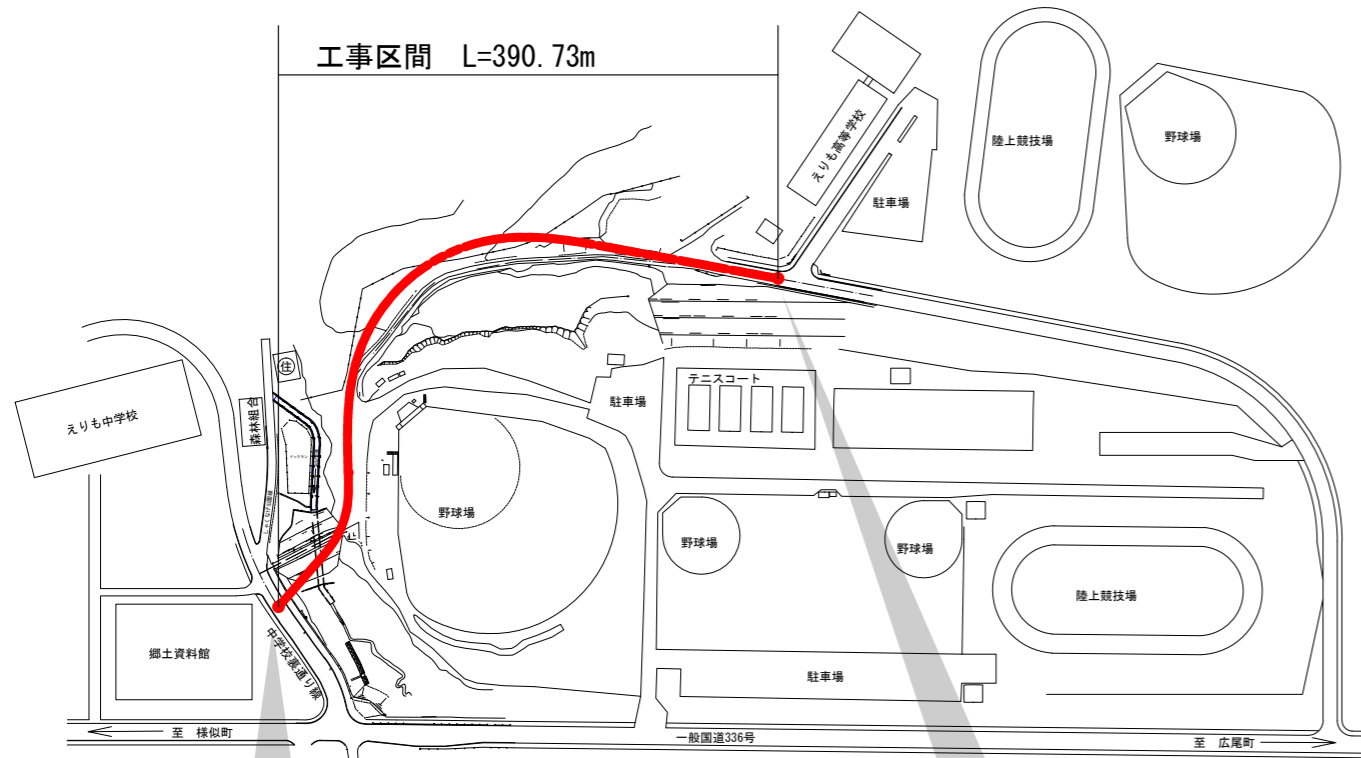 工事区間　L=390.73m
えりも高等学校
陸上競技場
野球場
駐車場
住
えりも中学校
森林組合
テニスコート
駐車場
野球場
野球場
野球場
陸上競技場
郷土資料館
中学校裏通り線
駐車場
至　様似町
一般国道336号
至　広尾町